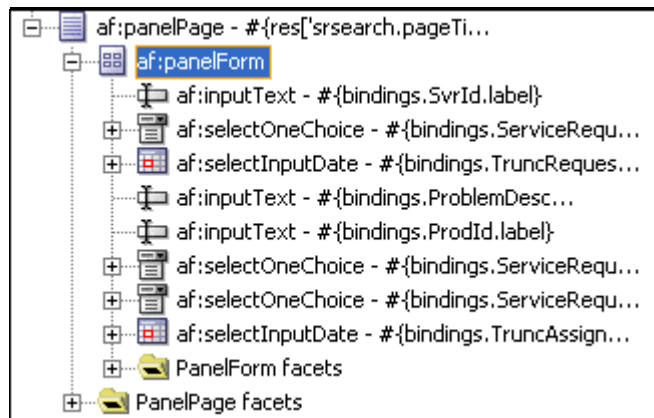 af:panelPage - #{res['srsearch.pageTi...
af:panelForm
af:inputText - #{bindings.SvrId.label}
af:selectOneChoice - #{bindings.ServiceRequ...
af:selectInputDate - #{bindings.TruncReques...
af:inputText - #{bindings.ProblemDesc...
af:inputText - #{bindings.ProdId.label}
af:selectOneChoice - #{bindings.ServiceRequ...
af:selectOneChoice - #{bindings.ServiceRequ...
af:selectInputDate - #{bindings.TruncAssign...
PanelForm facets
PanelPage facets